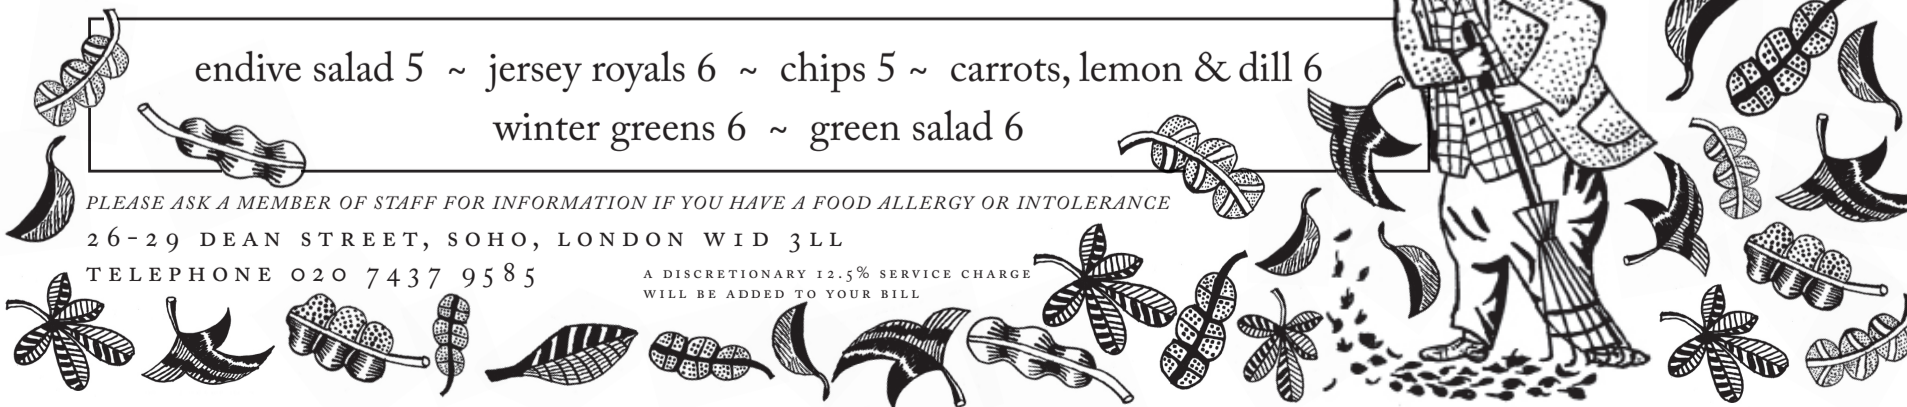 endive salad 5 ~ jersey royals 6 ~ chips 5 ~ carrots, lemon & dill 6
winter greens 6 ~ green salad 6
PLEASE ASK A MEMBER OF STAFF FOR INFORMATION IF YOU HAVE A FOOD ALLERGY OR INTOLERANCE
26-29 DEAN STREET, SOHO, LONDON W1D 3LL
TELEPHONE 020 7437 9585
A DISCRETIONARY 12.5% SERVICE CHARGE
WILL BE ADDED TO YOUR BILL